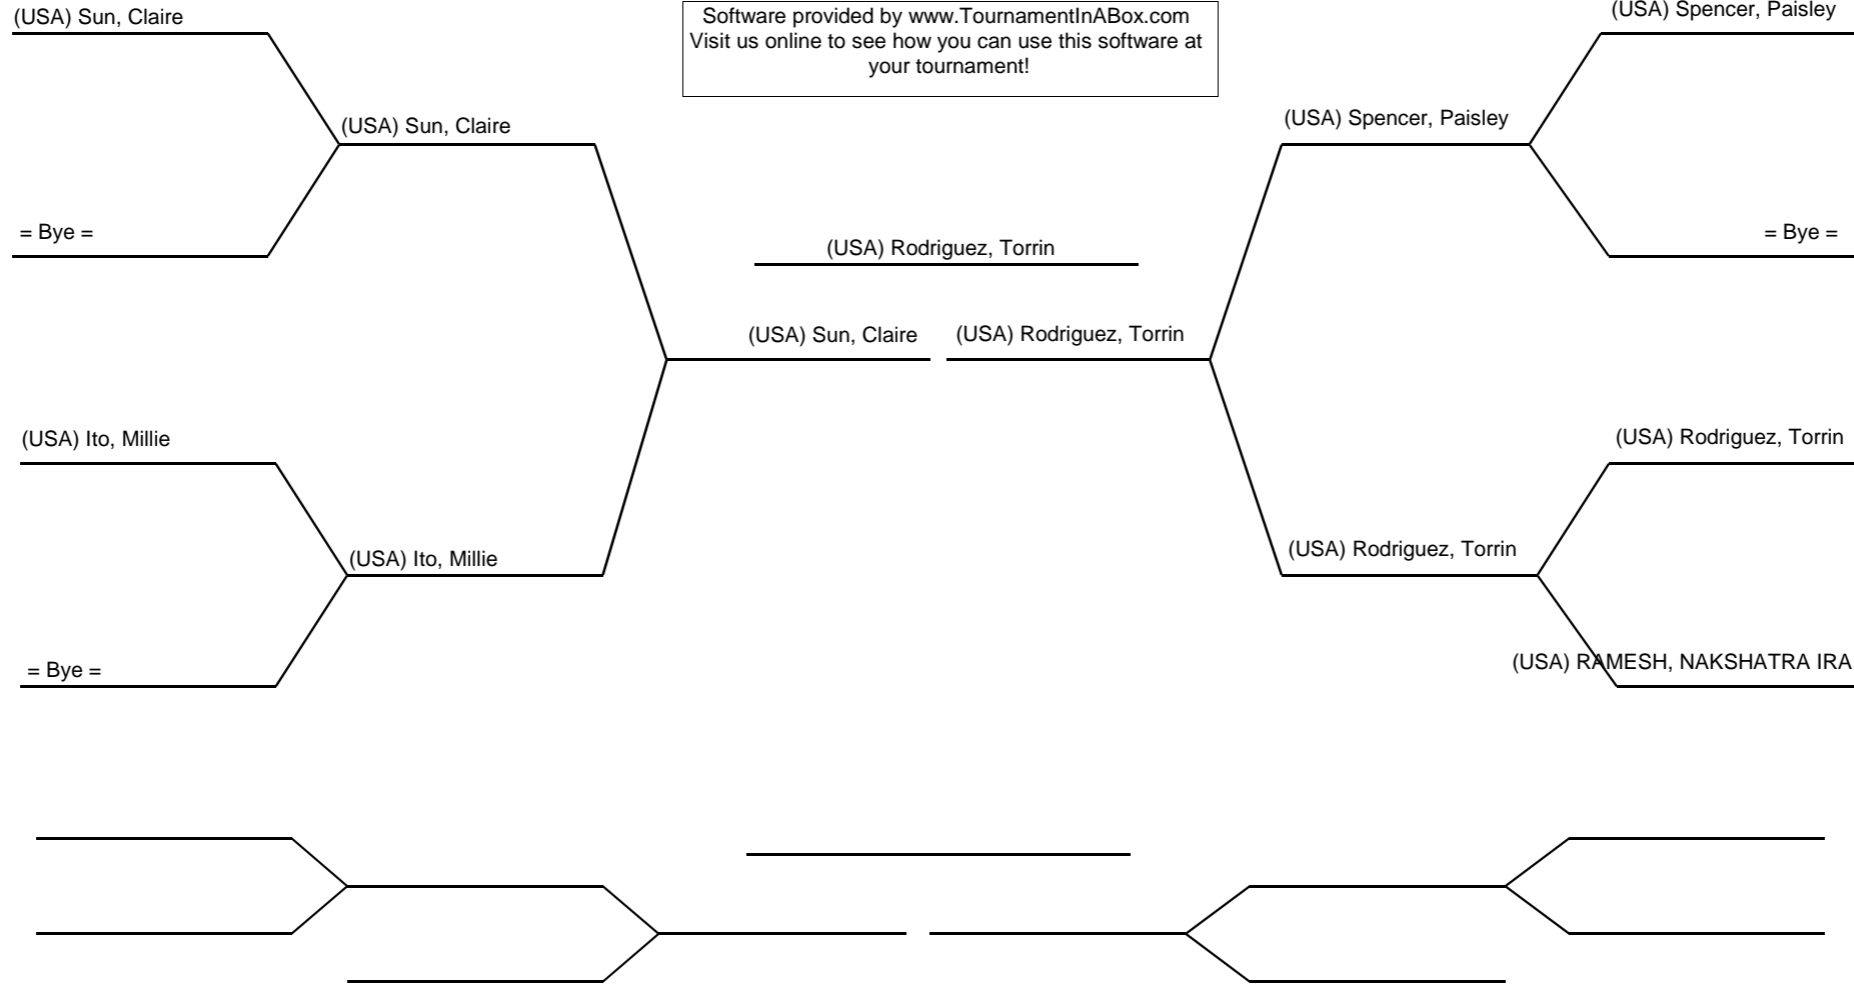 (USA) Sun, Claire
Software provided by www.TournamentInABox.com
Visit us online to see how you can use this software at
your tournament!
(USA) Spencer, Paisley
(USA) Sun, Claire
(USA) Spencer, Paisley
= Bye =
(USA) Rodriguez, Torrin
= Bye =
(USA) Sun, Claire
(USA) Rodriguez, Torrin
(USA) Ito, Millie
(USA) Rodriguez, Torrin
(USA) Ito, Millie
(USA) Rodriguez, Torrin
= Bye =
(USA) RAMESH, NAKSHATRA IRA